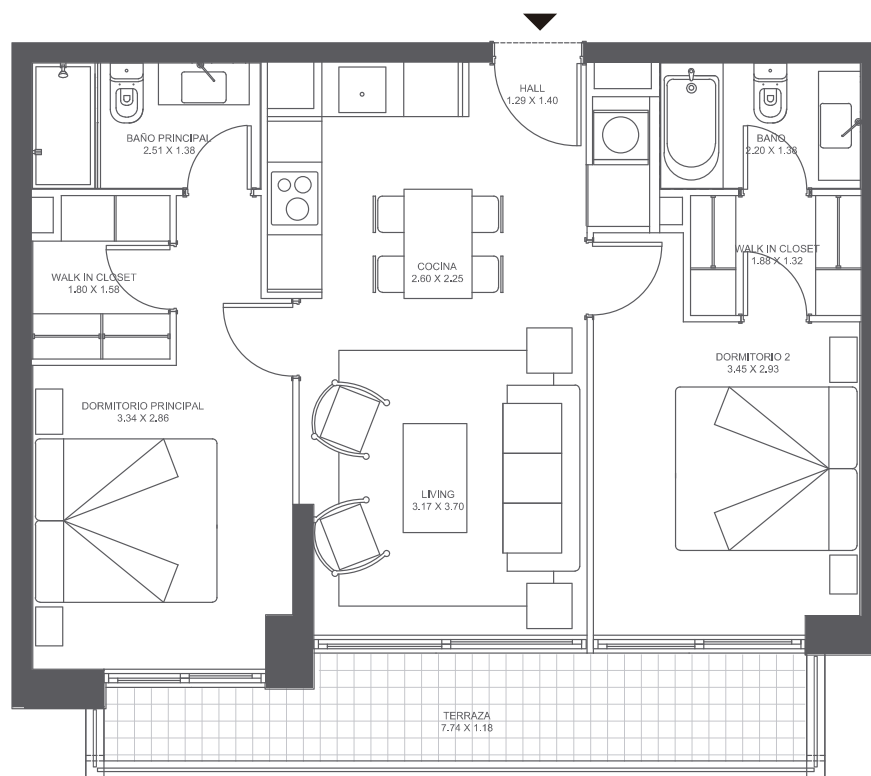 HALL
1.29 X 1.40
BAÑO PRINCIPAL
2.51 X 1.38
BAÑO
2.20 X 1.38
WALK IN CLOSET
1.80 X 1.58
COCINA
2.60 X 2.25
WALK IN CLOSET
1.88 X 1.32
DORMITORIO PRINCIPAL
3.34 X 2.86
DORMITORIO 2
3.45 X 2.93
LIVING
3.17 X 3.70
TERRAZA
7.74 X 1.18